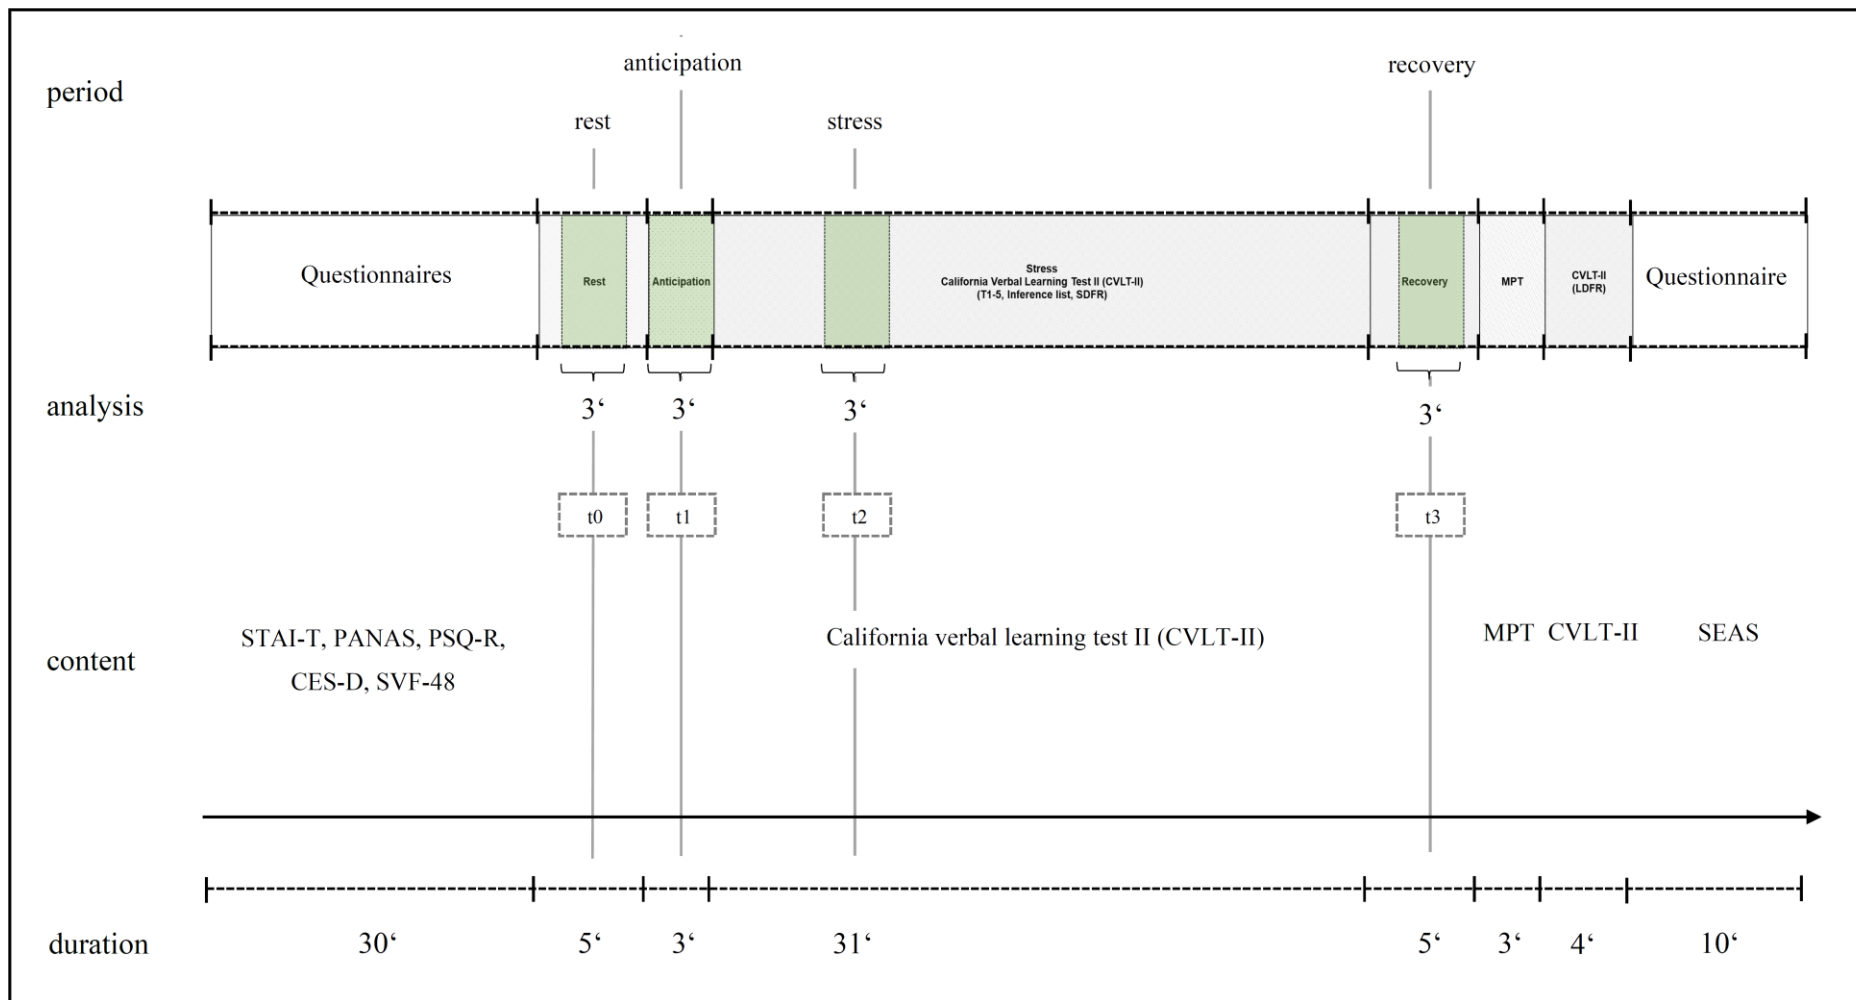 period
anticipation
recovery
rest
stress
Questionnaires
Rest
Anticipation
Stress
California Verbal Learning Test II (CVLT-II)
(T1-5, Inference list, SDFR)
Recovery
MPT
CVLT-II
(LDFR)
Questionnaire
analysis
3‘
3‘
3‘
3‘
t0
t1
t2
t3
content
STAI-T, PANAS, PSQ-R,
CES-D, SVF-48
California verbal learning test II (CVLT-II)
MPT
CVLT-II
SEAS
duration
30‘
5‘
3‘
31‘
5‘
3‘
4‘
10‘